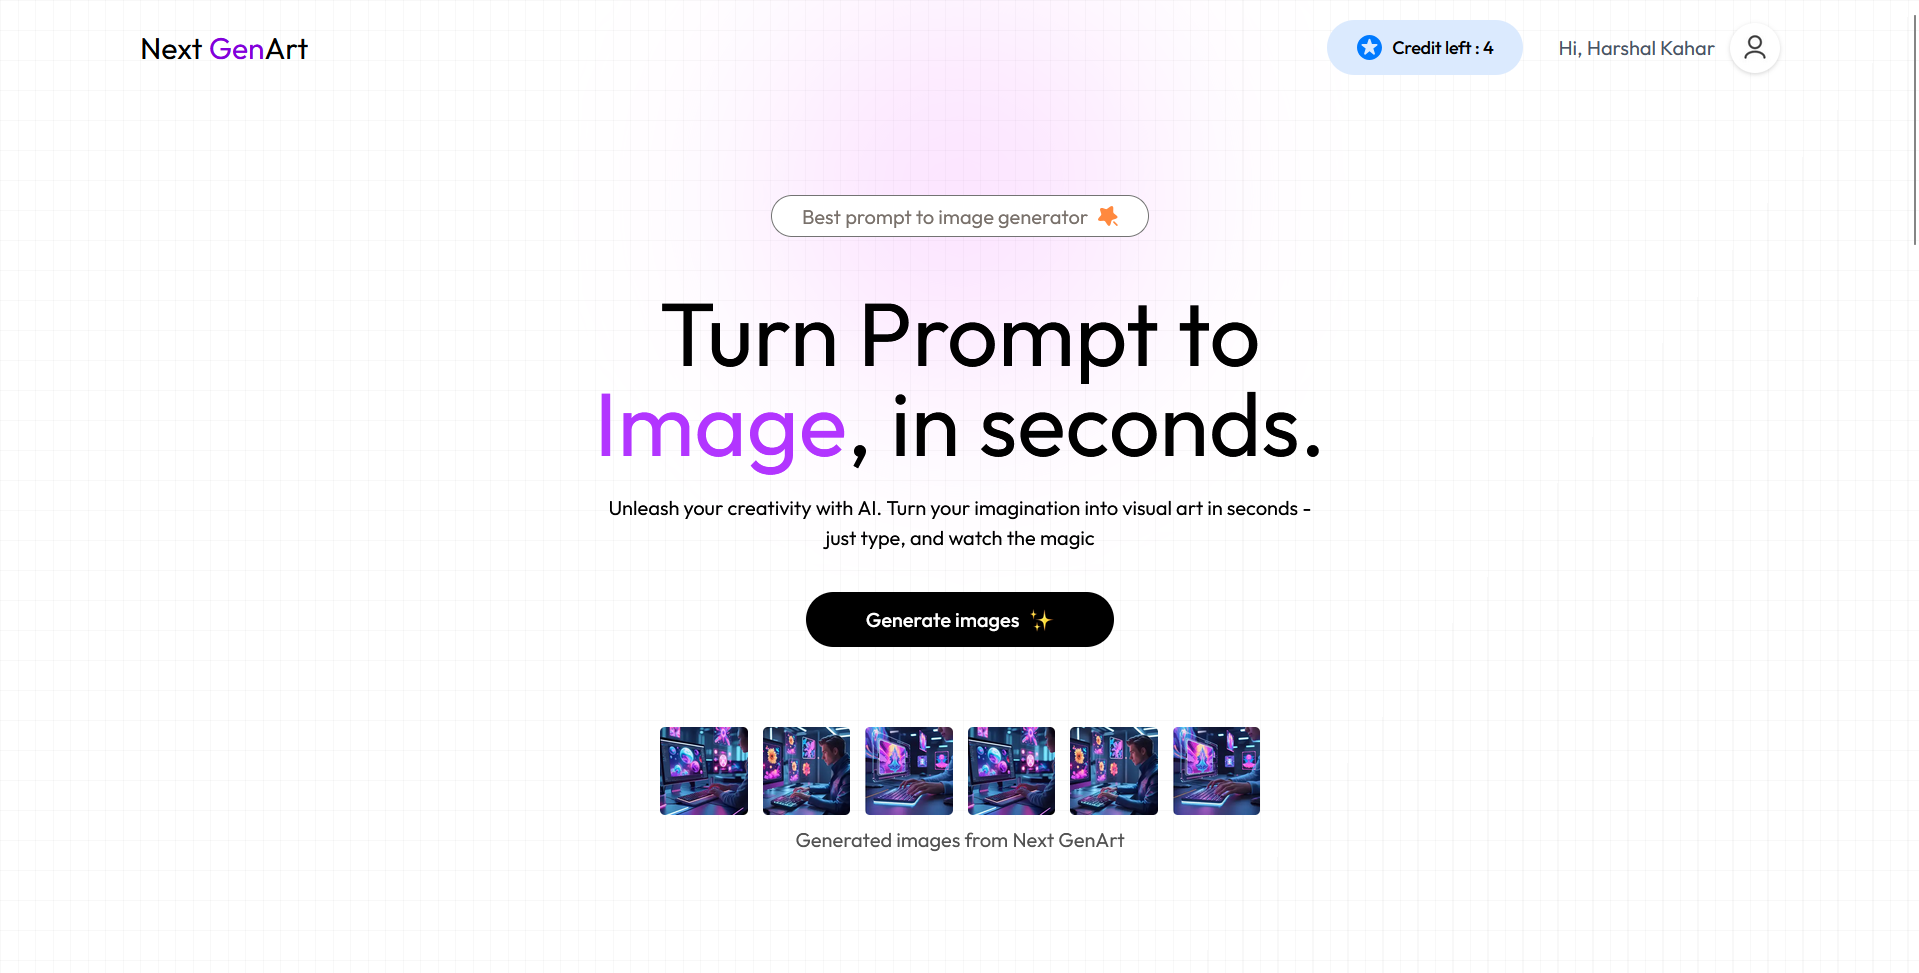 Next GenArt
Credit left : 4
Hi, Harshal Kahar
Best prompt to image generator
Turn Prompt to
Image, in seconds.
Unleash your creativity with AI. Turn your imagination into visual art in seconds -
just type, and watch the magic
Generate images ✨
Generated images from Next GenArt